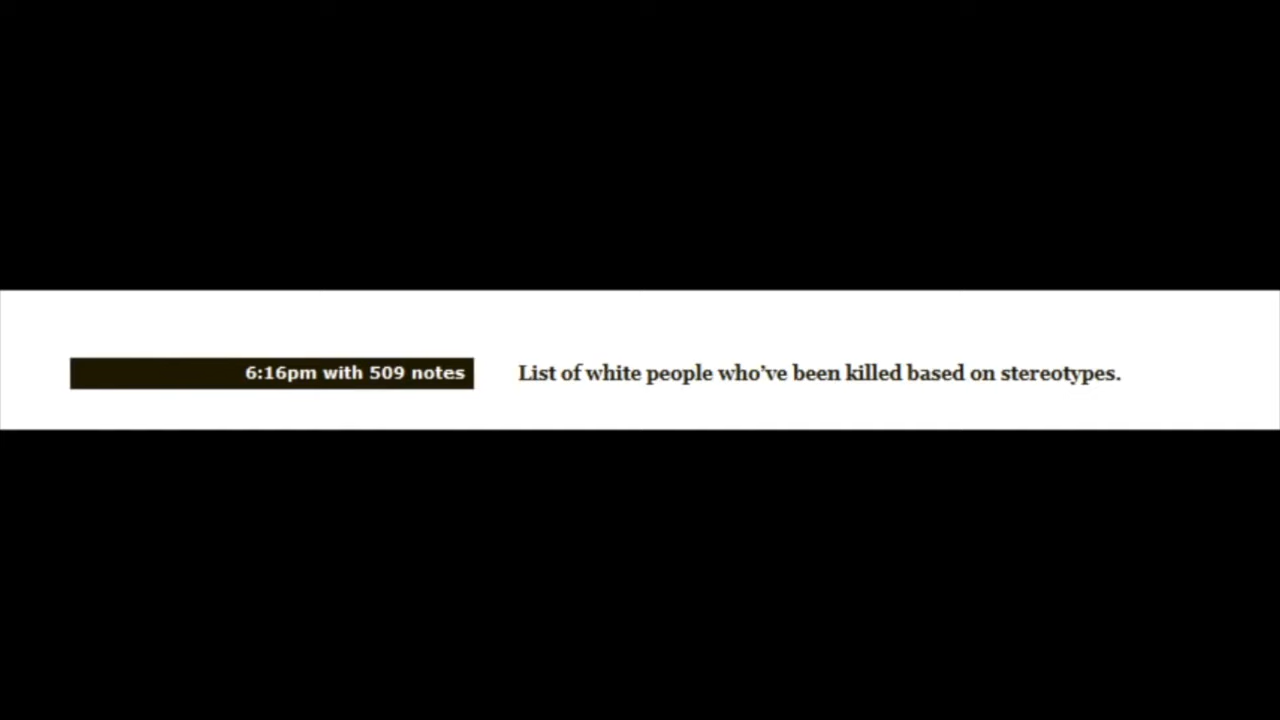 6:16pm with 509 notes List of white people who’ve been killed based on stereotypes.